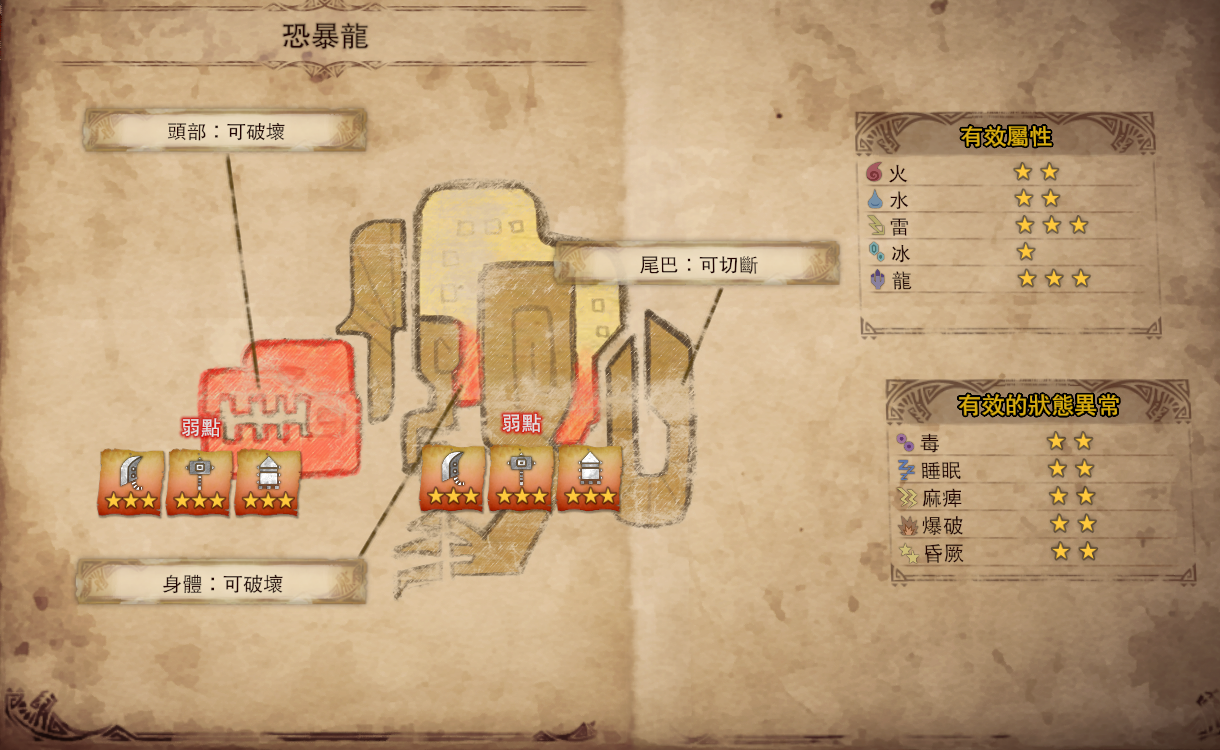 恐暴龍
頭部：可破壞
尾巴：可切斷
弱點
弱點
身體：可破壞
有效屬性
火
水
雷
冰
龍
有效的狀態異常
毒
睡眠
麻痺
爆破
昏厥